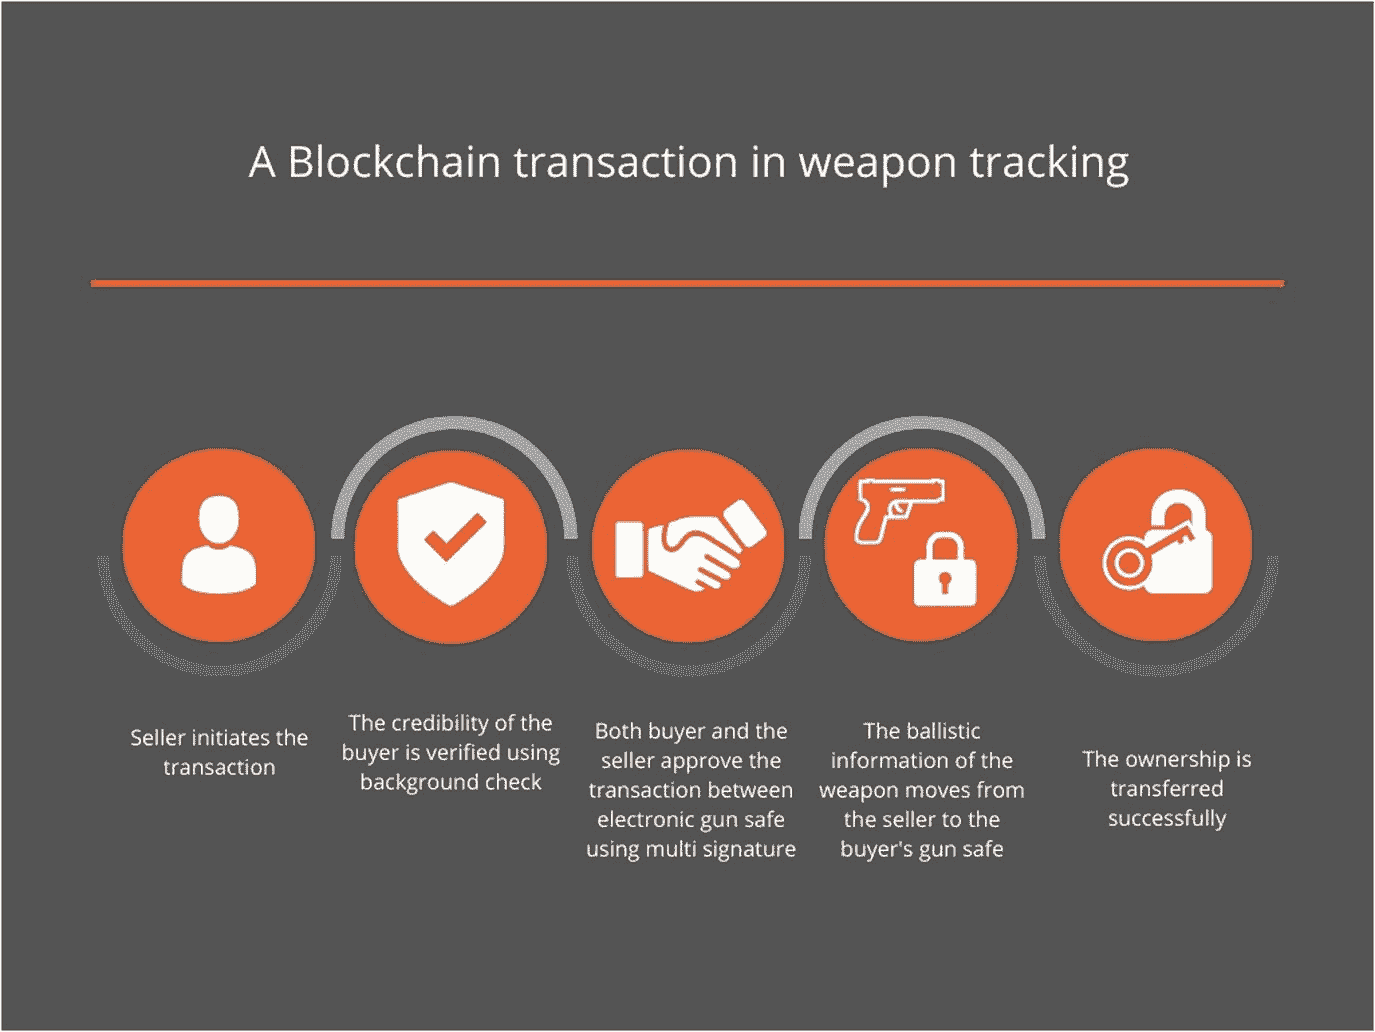 A Blockchain transaction in weapon tracking
Seller initiates the
transaction
The credibility of the
buyer is verified using
background check
Both buyer and the
seller approve the
transaction between
electronic gun safe
using multi signature
The ballistic
information of the
weapon moves from
the seller to the
buyer's gun safe
The ownership is
transferred
successfully